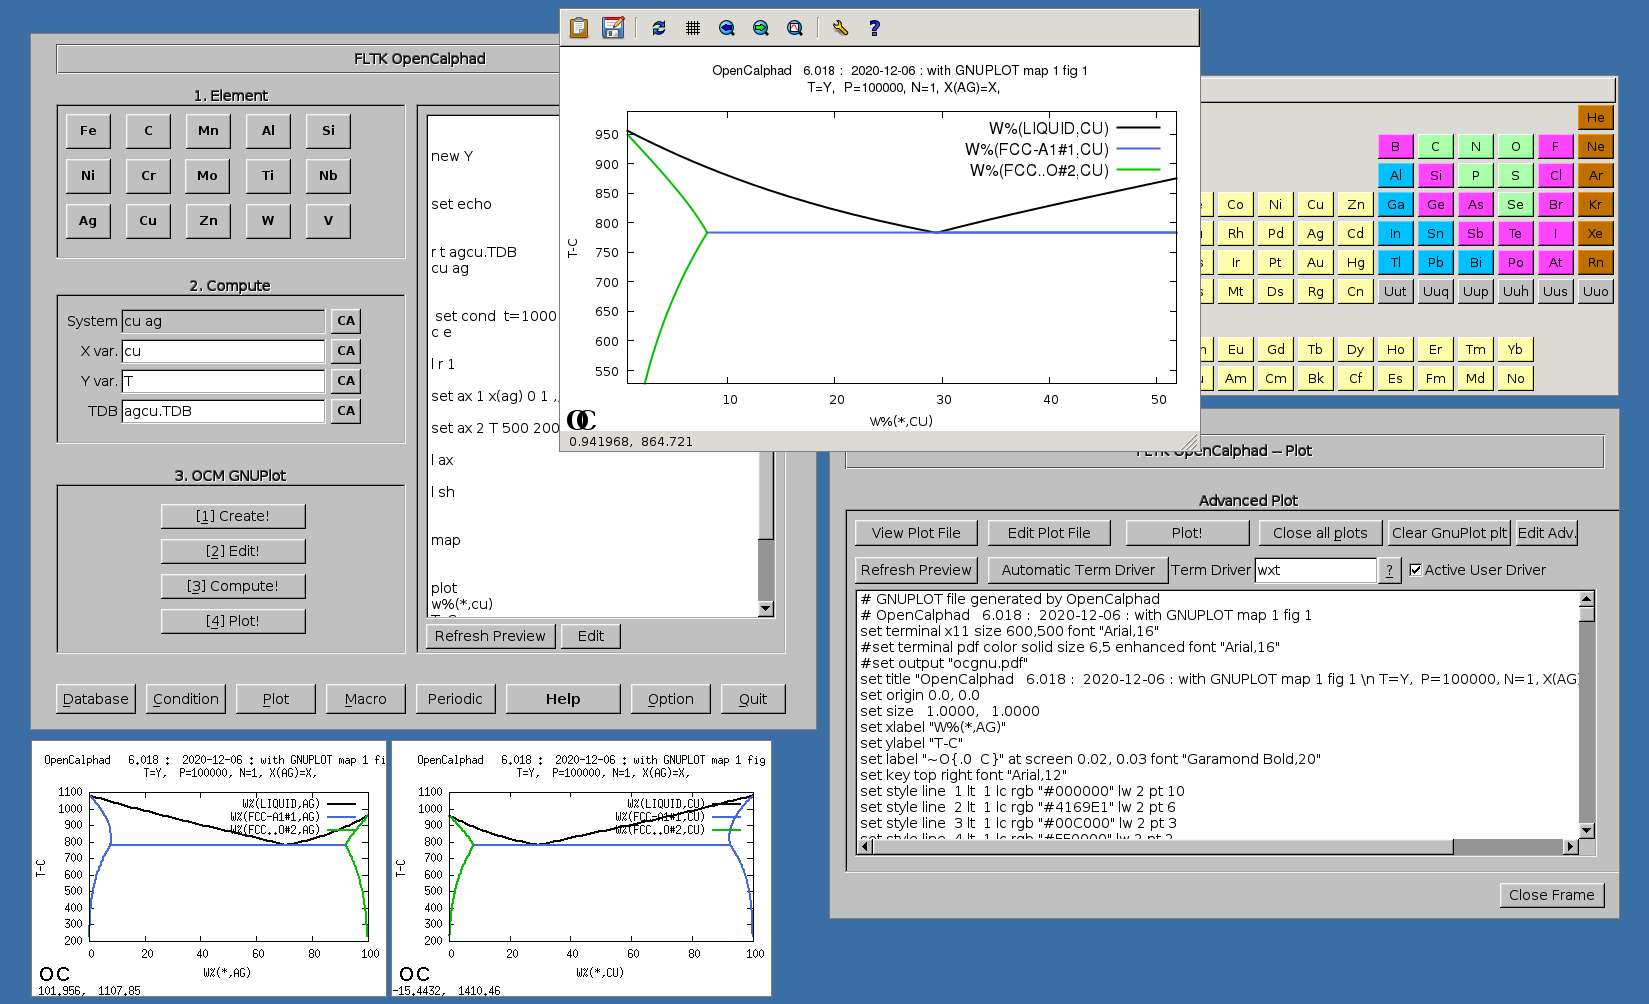 FLTK OpenCalphad
1. Element
Fe C Mn Al Si
Ni Cr Mo Ti Nb
Ag Cu Zn W V
2. Compute
System cu ag CA
X var. cu CA
Y var. T CA
TDB agcu.TDB CA
3. OCM GNUPlot
[1] Create!
[2] Edit!
[3] Compute!
[4] Plot!
new Y
set echo
r t agcu.TDB
cu ag
set cond t=1000
c e
l r 1
set ax 1 x(ag) 0 1 ,
set ax 2 T 500 200
l ax
l sh
map
plot
w%(*,cu)
Refresh Preview Edit
Database Condition Plot Macro Periodic Help Option Quit
OpenCalphad 6.018 : 2020-12-06 : with GNUPLOT map 1 fig 1
T=Y, P=100000, N=1, X(AG)=X,
W%(LIQUID,CU)
W%(FCC-A1#1,CU)
W%(FCC..O#2,CU)
950
900
850
800
750
700
650
600
550
T-C
10 20 30 40 50
W%(*,CU)
OC
0.941968, 864.721
He
B C N O F Ne
Al Si P S Cl Ar
Co Ni Cu Zn Ga Ge As Se Br Kr
Rh Pd Ag Cd In Sn Sb Te I Xe
Ir Pt Au Hg Tl Pb Bi Po At Rn
Mt Ds Rg Cn Uut Uuq Uup Uuh Uus Uuo
Eu Gd Tb Dy Ho Er Tm Yb
Am Cm Bk Cf Es Fm Md No
FLTK OpenCalphad -- Plot
Advanced Plot
View Plot File Edit Plot File Plot! Close all plots Clear GnuPlot plt Edit Adv.
Refresh Preview Automatic Term Driver Term Driver wxt ? Active User Driver
# GNUPLOT file generated by OpenCalphad
# OpenCalphad 6.018 : 2020-12-06 : with GNUPLOT map 1 fig 1
set terminal x11 size 600,500 font "Arial,16"
#set terminal pdf color solid size 6,5 enhanced font "Arial,16"
#set output "ocgnu.pdf"
set title "OpenCalphad 6.018 : 2020-12-06 : with GNUPLOT map 1 fig 1 \n T=Y, P=100000, N=1, X(AG)
set origin 0.0, 0.0
set size 1.0000, 1.0000
set xlabel "W%(*,AG)"
set ylabel "T-C"
set label "~O{.0 C}" at screen 0.02, 0.03 font "Garamond Bold,20"
set key top right font "Arial,12"
set style line 1 lt 1 lc rgb "#000000" lw 2 pt 10
set style line 2 lt 1 lc rgb "#4169E1" lw 2 pt 6
set style line 3 lt 1 lc rgb "#00C000" lw 2 pt 3
set style line 4 lt 1 lc rgb "#FF0000" lw 2 pt 2
Close Frame
OpenCalphad 6.018 : 2020-12-06 : with GNUPLOT map 1 fi
T=Y, P=100000, N=1, X(AG)=X,
W%(LIQUID,AG)
W%(FCC-A1#1,AG)
W%(FCC..O#2,AG)
1100
1000
900
800
700
600
500
400
300
200
T-C
0 20 40 60 80 100
W%(*,AG)
OC
101.956, 1107.85
OpenCalphad 6.018 : 2020-12-06 : with GNUPLOT map 1 fig
T=Y, P=100000, N=1, X(AG)=X,
W%(LIQUID,CU)
W%(FCC-A1#1,CU)
W%(FCC..O#2,CU)
1100
1000
900
800
700
600
500
400
300
200
T-C
0 20 40 60 80 100
W%(*,CU)
OC
-15.4432, 1410.46